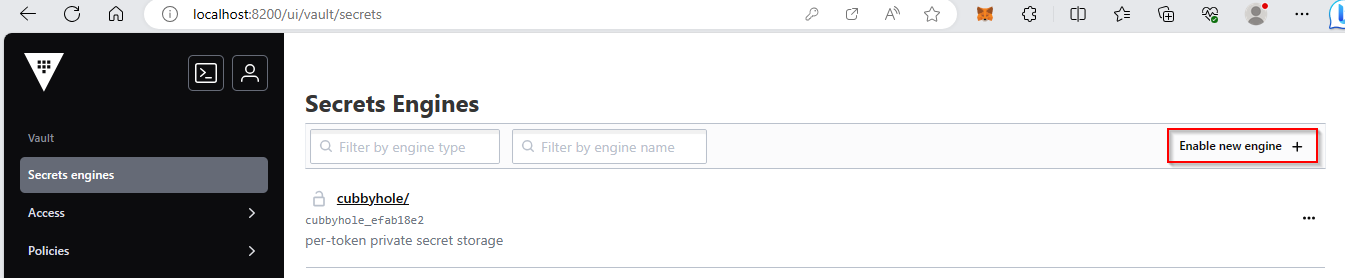 localhost:8200/ui/vault/secrets
Secrets Engines
Vault
Filter by engine type
Filter by engine name
Enable new engine +
Secrets engines
cubbyhole/
Access
cubbyhole_efab18e2
per-token private secret storage
Policies